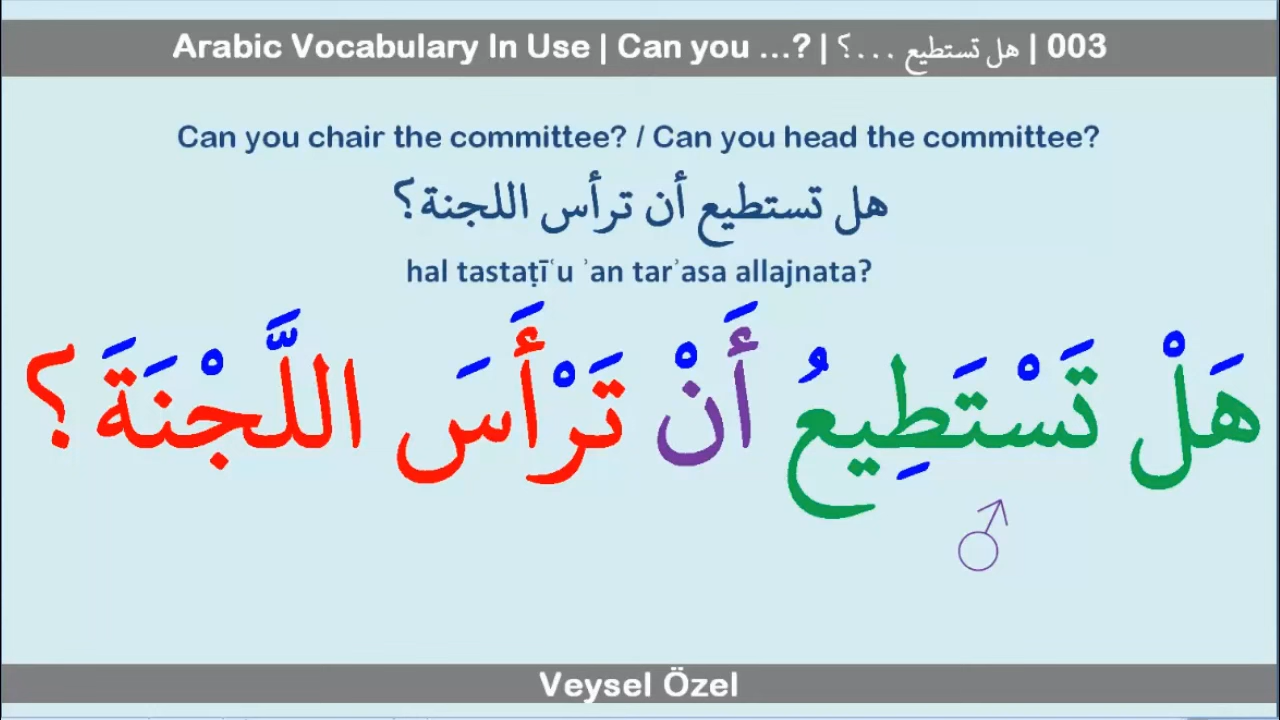 Arabic Vocabulary In Use | Can you ...? | هل تستطيع ...؟ | 003
Can you chair the committee? / Can you head the committee?
هل تستطيع أن ترأس اللجنة؟
hal tastaṭīʿu ʾan tarʾasa allajnata?
هَلْ تَسْتَطِيعُ أَنْ تَرْأَسَ اللَّجْنَةَ؟
Veysel Özel